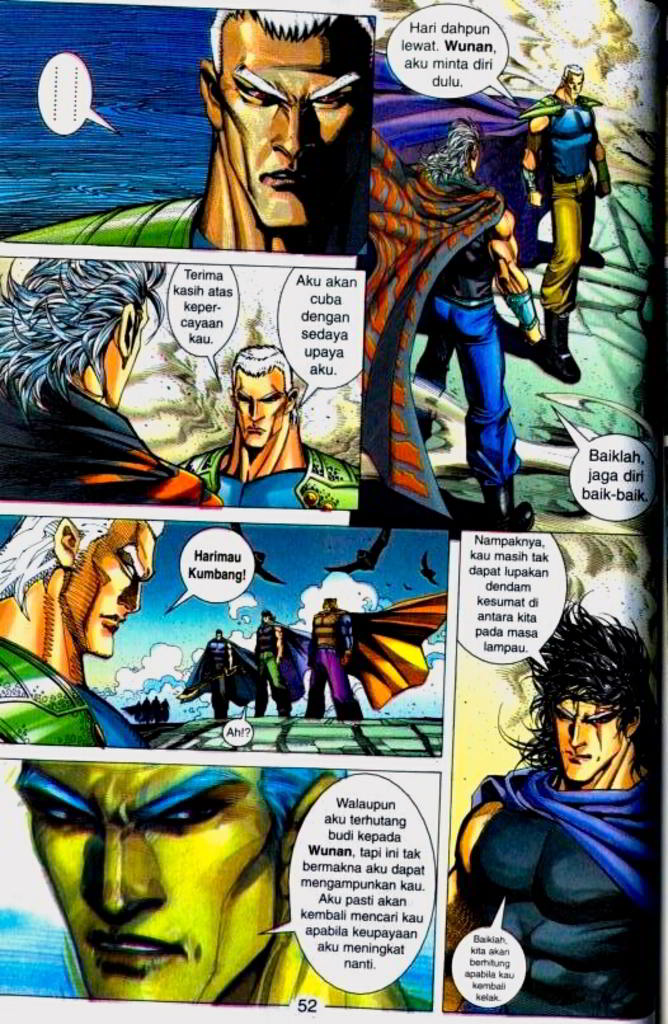 Hari dahpun
lewat. Wunan,
aku minta diri
dulu.
Baiklah,
jaga diri
baik-baik.
Terima
kasih atas
keper-
cayaan
kau.
Aku akan
cuba
dengan
sedaya
upaya
aku.
Harimau
Kumbang!
Ah!?
Nampaknya,
kau masih tak
dapat lupakan
dendam
kesumat di
antara kita
pada masa
lampau.
Walaupun
aku terhutang
budi kepada
Wunan, tapi ini tak
bermakna aku dapat
mengampunkan kau.
Aku pasti akan
kembali mencari kau
apabila keupayaan
aku meningkat
nanti.
Baiklah,
kita akan
berhitung
apabila kau
kembali
kelak.
52